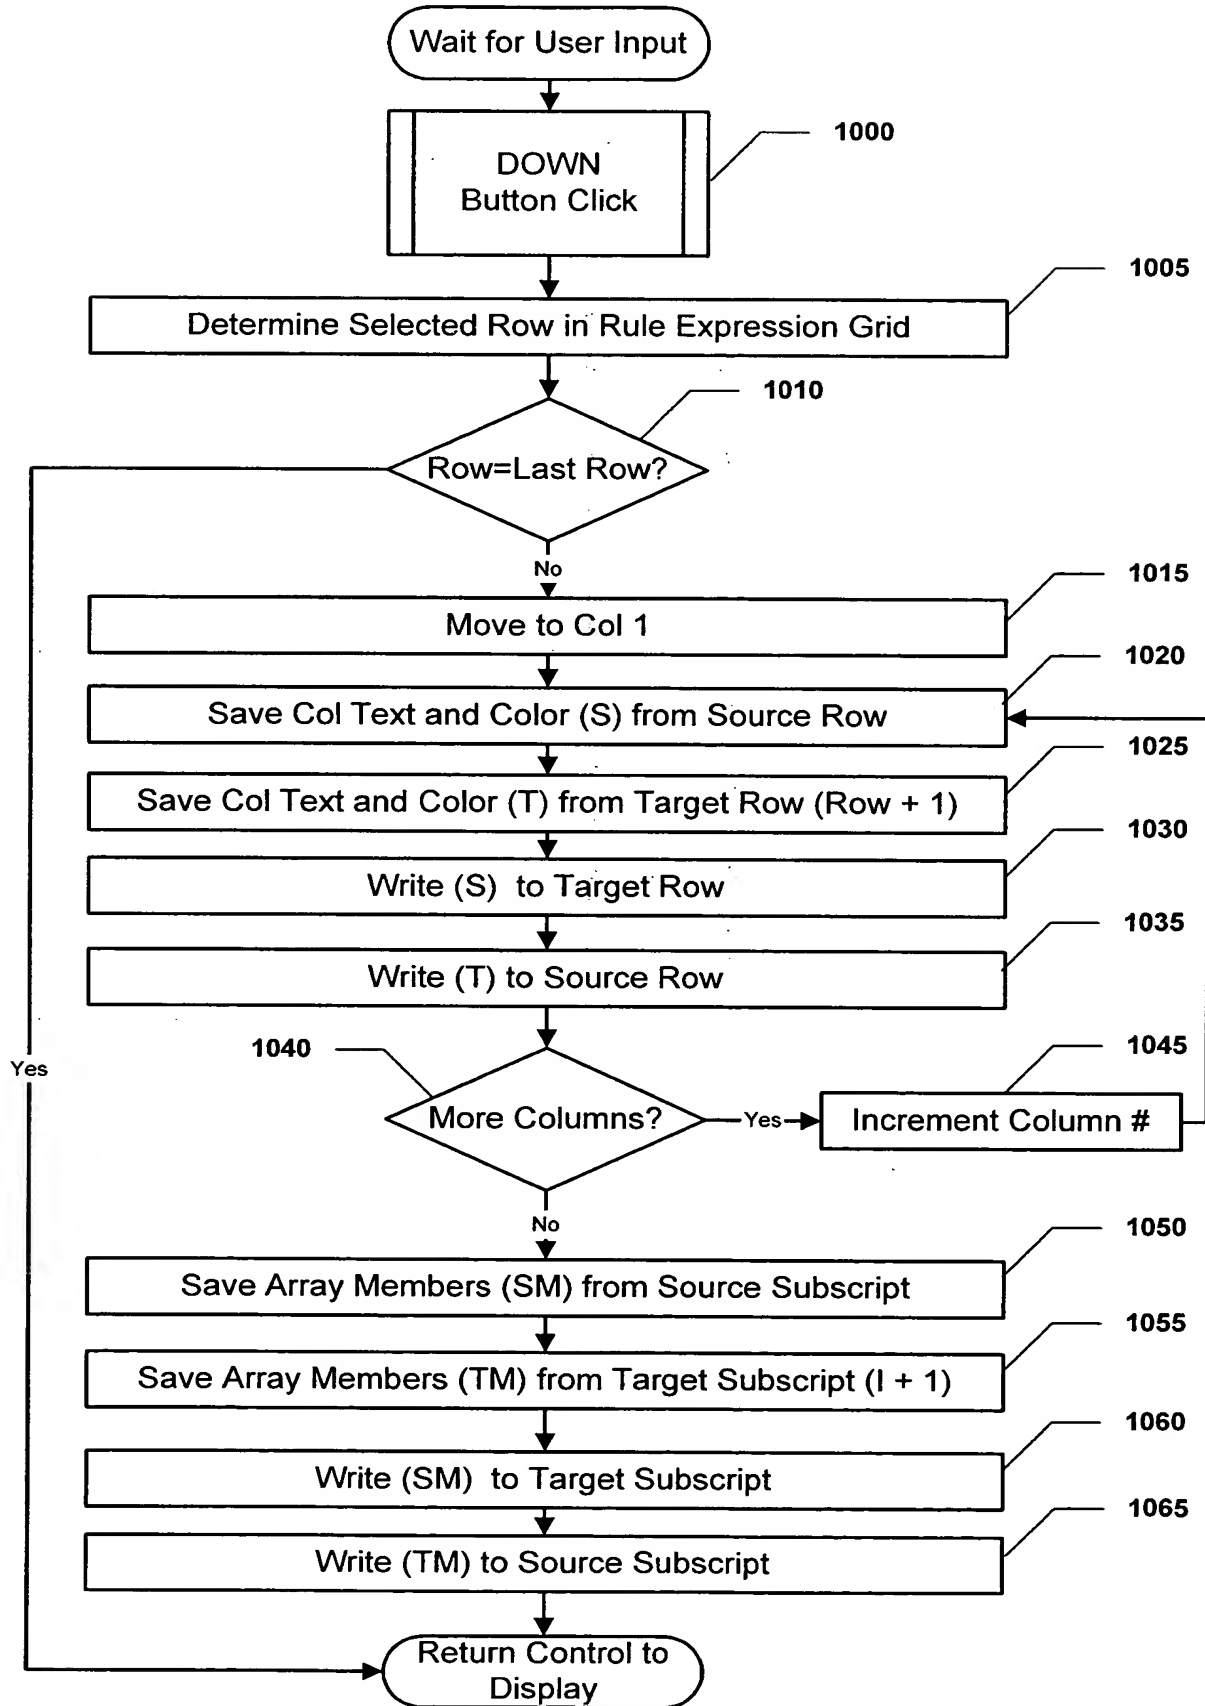 Wait for User Input
1000
DOWN
Button Click
1005
Determine Selected Row in Rule Expression Grid
1010
Row=Last Row?
No
1015
Move to Col 1
1020
Save Col Text and Color (S) from Source Row
1025
Save Col Text and Color (T) from Target Row (Row + 1)
1030
Write (S) to Target Row
1035
Write (T) to Source Row
1040
1045
Yes
More Columns?
Yes
Increment Column #
No
1050
Save Array Members (SM) from Source Subscript
1055
Save Array Members (TM) from Target Subscript (I + 1)
1060
Write (SM) to Target Subscript
1065
Write (TM) to Source Subscript
Return Control to
Display